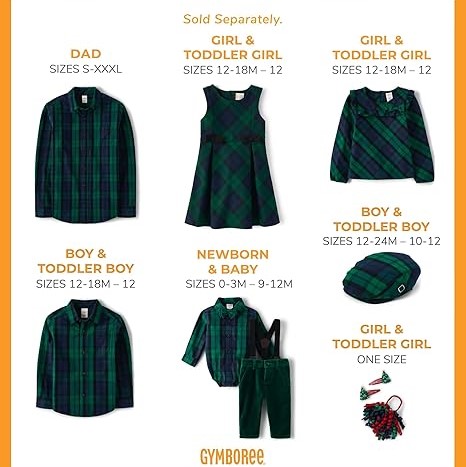 Sold Separately.
DAD
SIZES S-XXXL
GIRL &
TODDLER GIRL
SIZES 12-18M – 12
GIRL &
TODDLER GIRL
SIZES 12-18M – 12
BOY &
TODDLER BOY
SIZES 12-18M – 12
NEWBORN
& BABY
SIZES 0-3M – 9-12M
BOY &
TODDLER BOY
SIZES 12-24M – 10-12
GIRL &
TODDLER GIRL
ONE SIZE
GYMBOREE